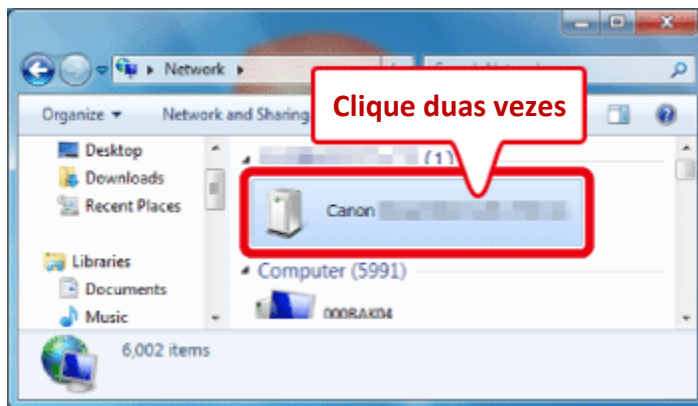 Network
Organize
Network and Sharing
Clique duas vezes
Desktop
Downloads
Recent Places
Libraries
Documents
Music
(1)
Canon
Computer (5991)
6,002 items